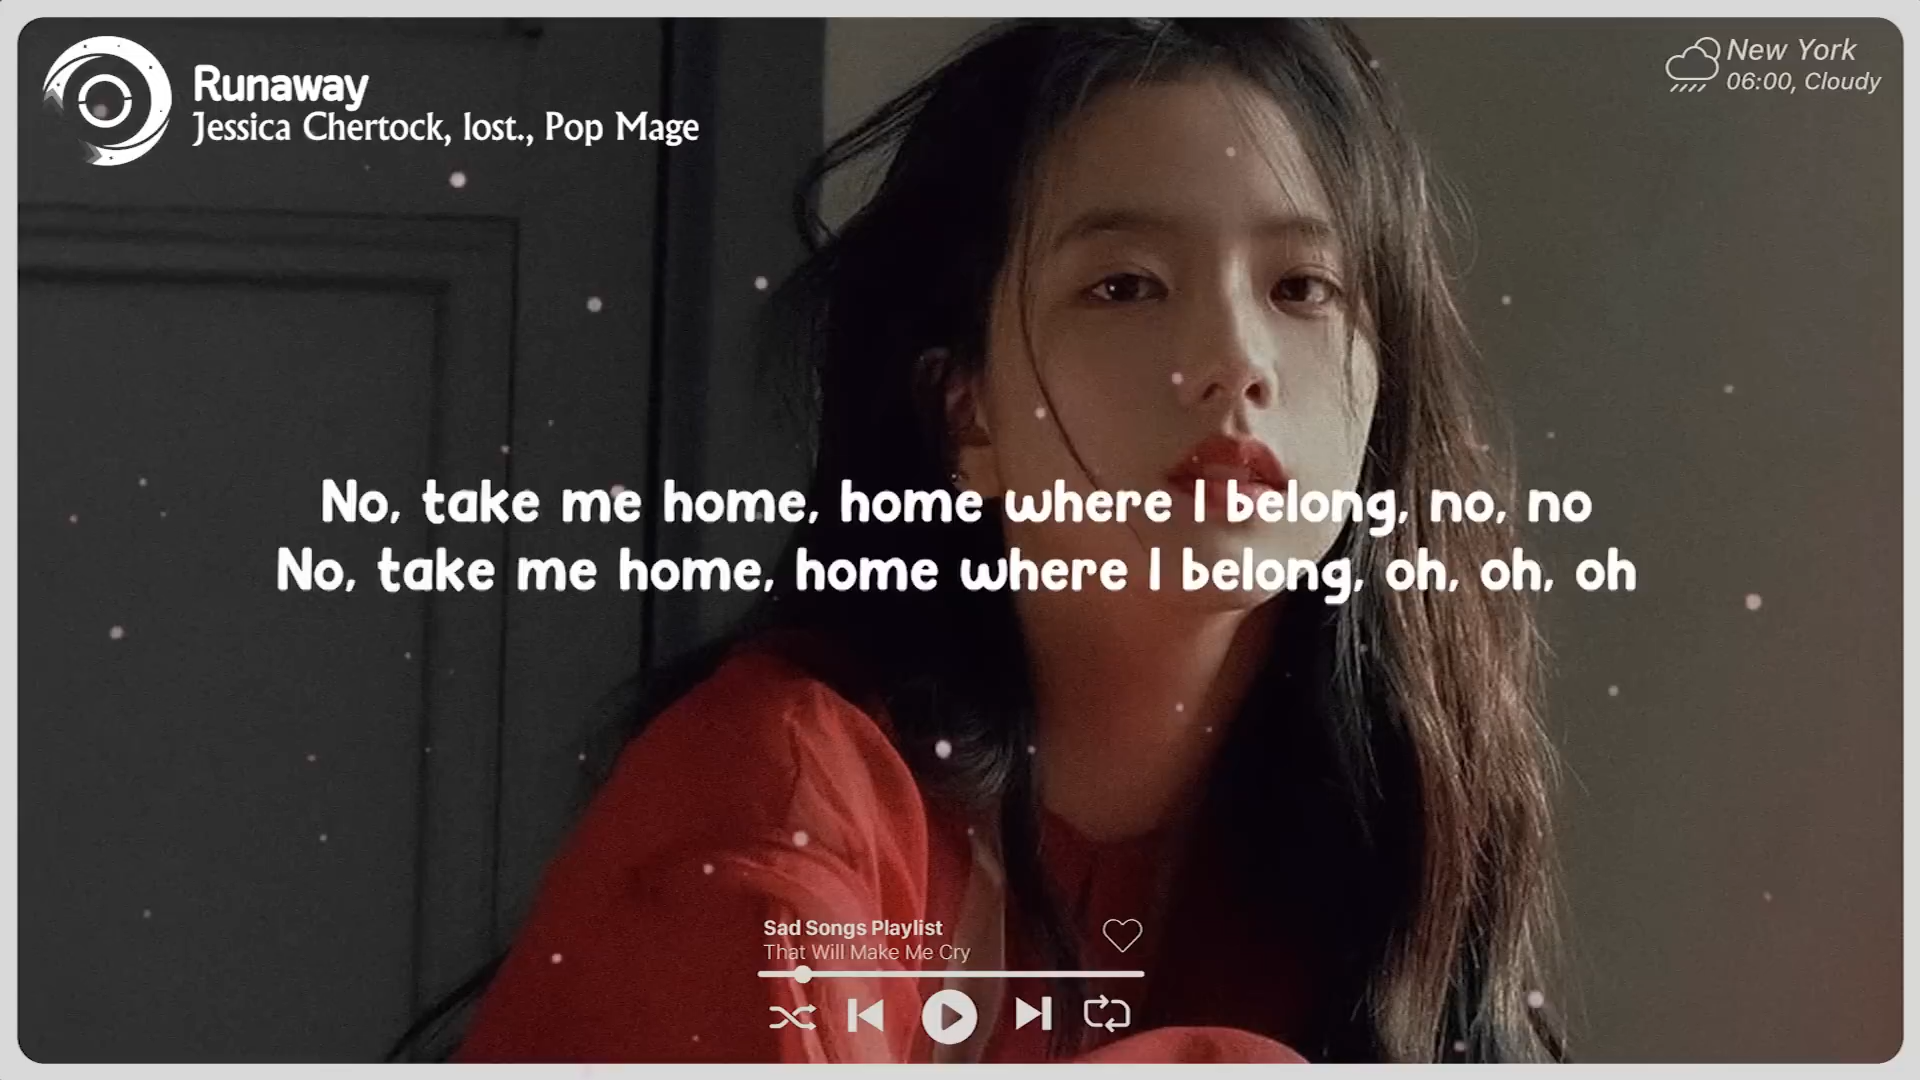 Runaway
Jessica Chertock, lost., Pop Mage
New York
06:00, Cloudy
No, take me home, home where I belong, no, no
No, take me home, home where I belong, oh, oh, oh
Sad Songs Playlist
That Will Make Me Cry